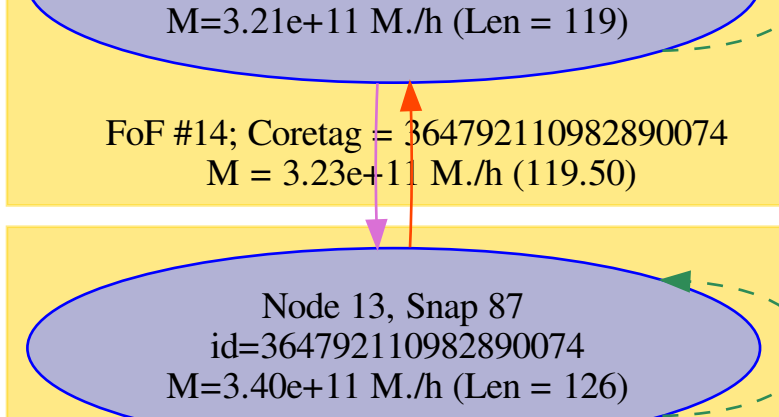 M=3.21e+11 M./h (Len = 119)
FoF #14; Coretag = 364792110982890074
M = 3.23e+11 M./h (119.50)
Node 13, Snap 87
id=364792110982890074
M=3.40e+11 M./h (Len = 126)